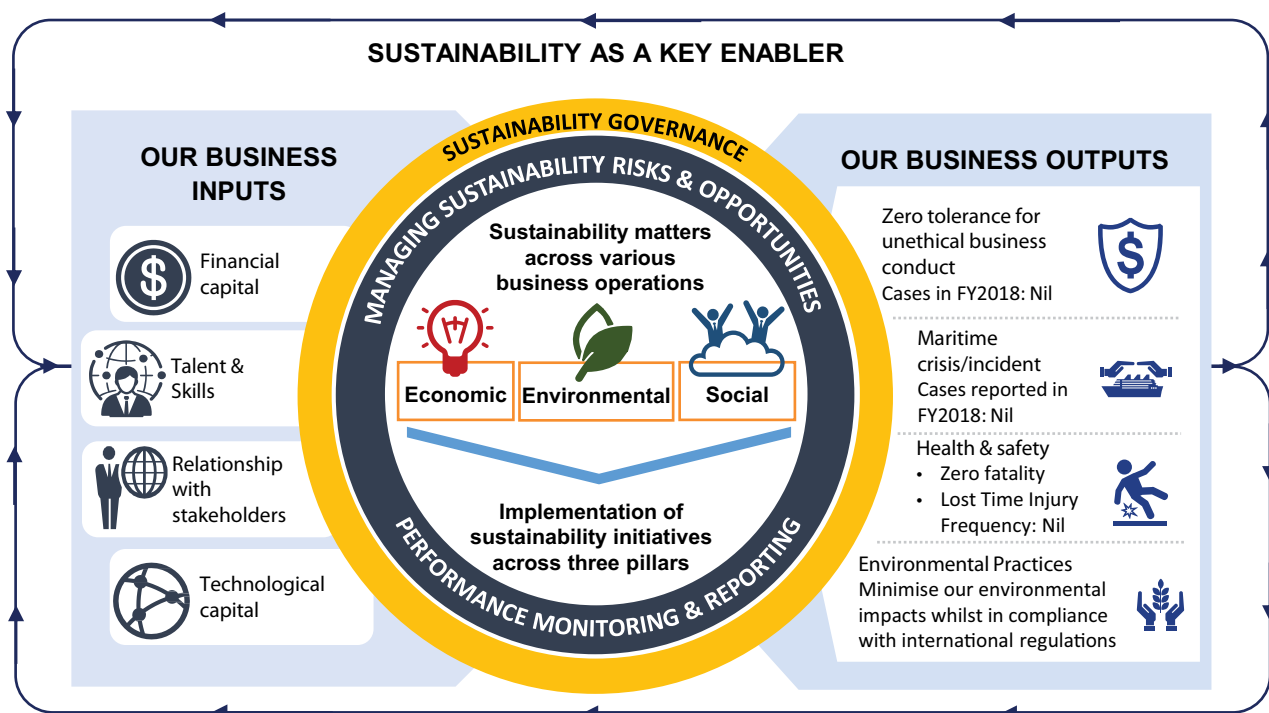 SUSTAINABILITY AS A KEY ENABLER
OUR BUSINESS
INPUTS
Financial
capital
Talent &
Skills
Relationship
with
stakeholders
Technological
capital
SUSTAINABILITY GOVERNANCE
MANAGING SUSTAINABILITY RISKS & OPPORTUNITIES
Sustainability matters
across various
business operations
Economic
Environmental
Social
Implementation of
sustainability initiatives
across three pillars
PERFORMANCE MONITORING & REPORTING
OUR BUSINESS OUTPUTS
Zero tolerance for
unethical business
conduct
Cases in FY2018: Nil
Maritime
crisis/incident
Cases reported in
FY2018: Nil
Health & safety
• Zero fatality
• Lost Time Injury
Frequency: Nil
Environmental Practices
Minimise our environmental
impacts whilst in compliance
with international regulations